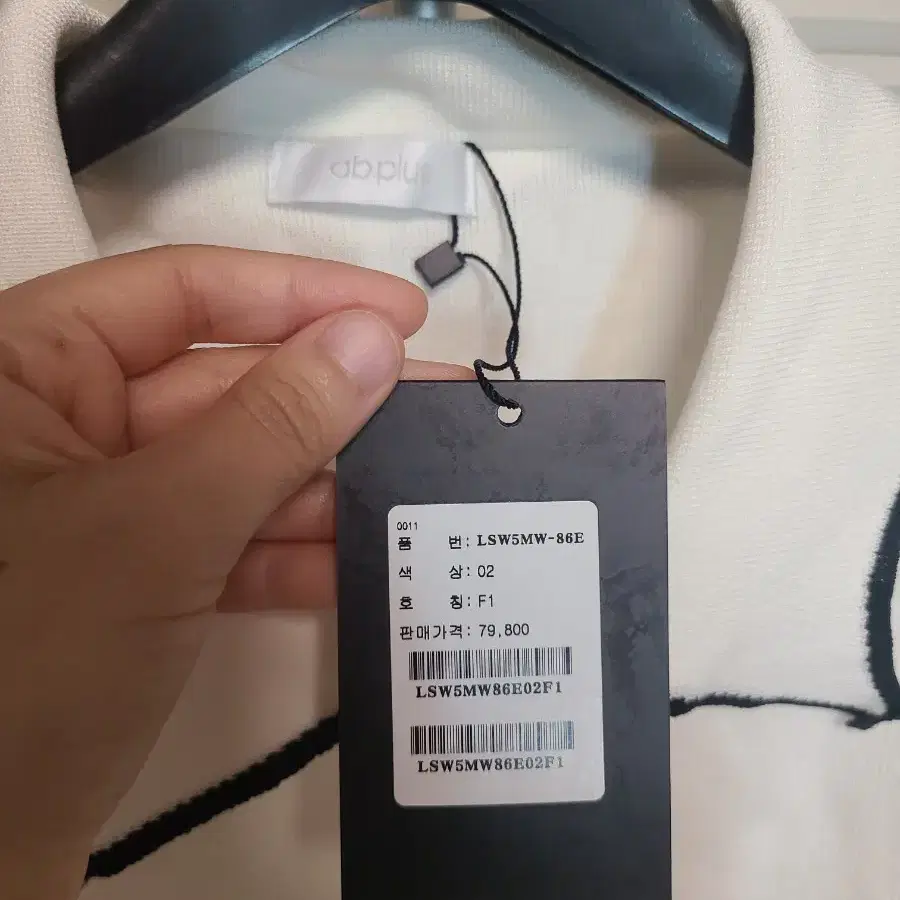 ab.plus
0011
품 번: LSW5MW-86E
색 상: 02
호 칭: F1
판매가격: 79,800
LSW5MW86E02F1
LSW5MW86E02F1